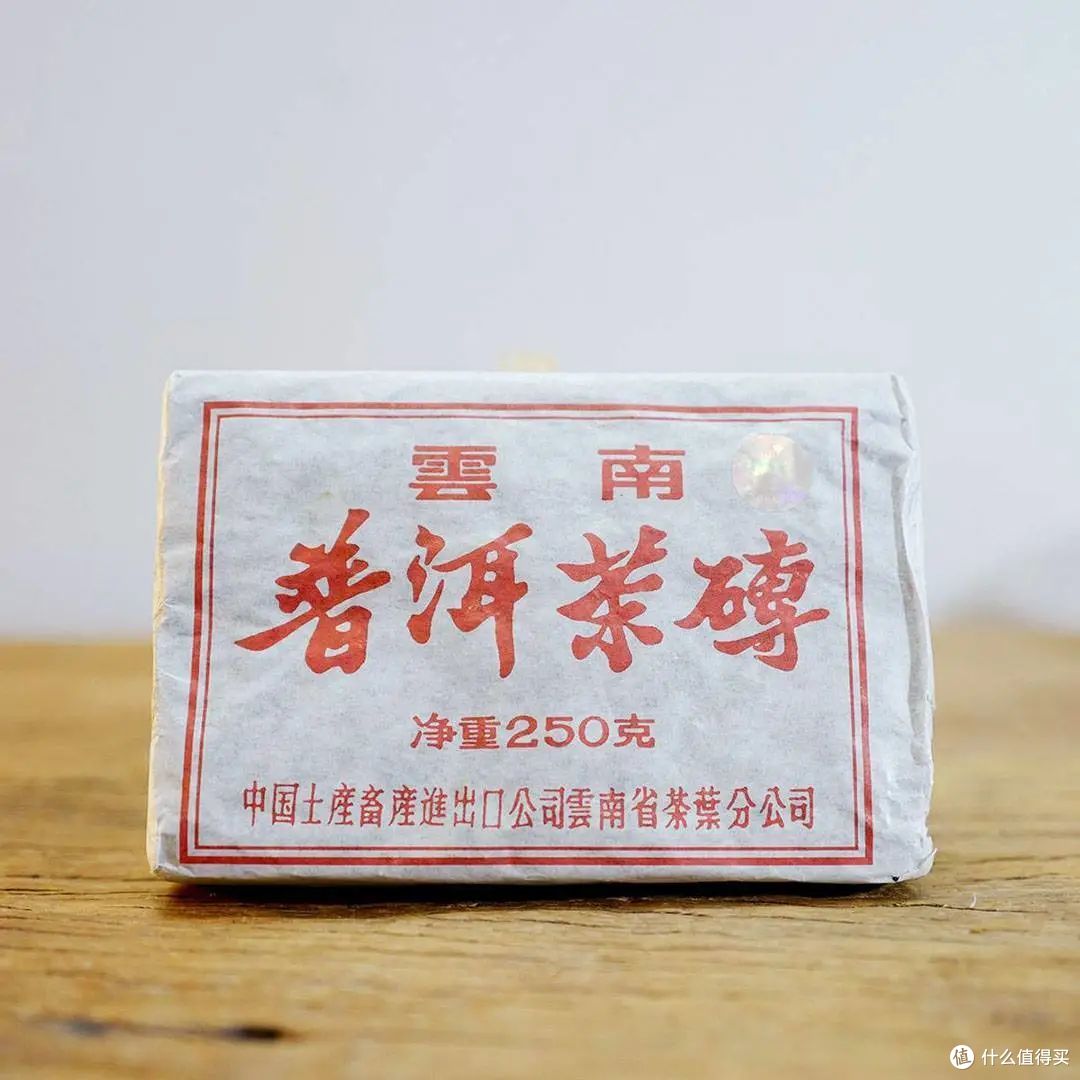 雲南
普洱茶磚
净重250克
中国土産畜産進出口公司雲南省茶葉分公司
值 什么值得买